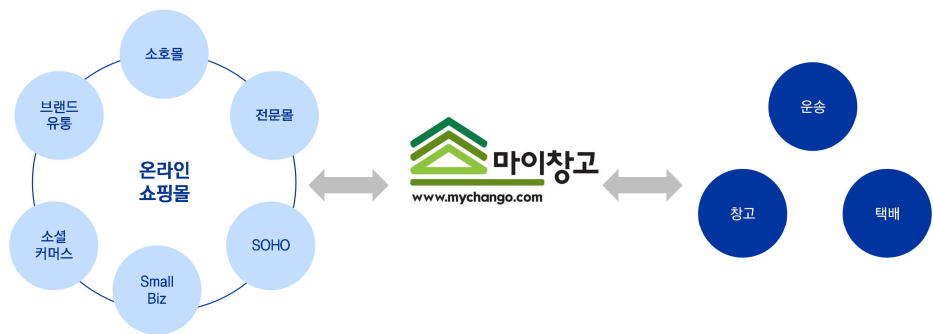 소호몰
브랜드
유통
전문몰
온라인
쇼핑몰
소셜
커머스
SOHO
Small
Biz
마이창고
www.mychango.com
운송
창고
택배